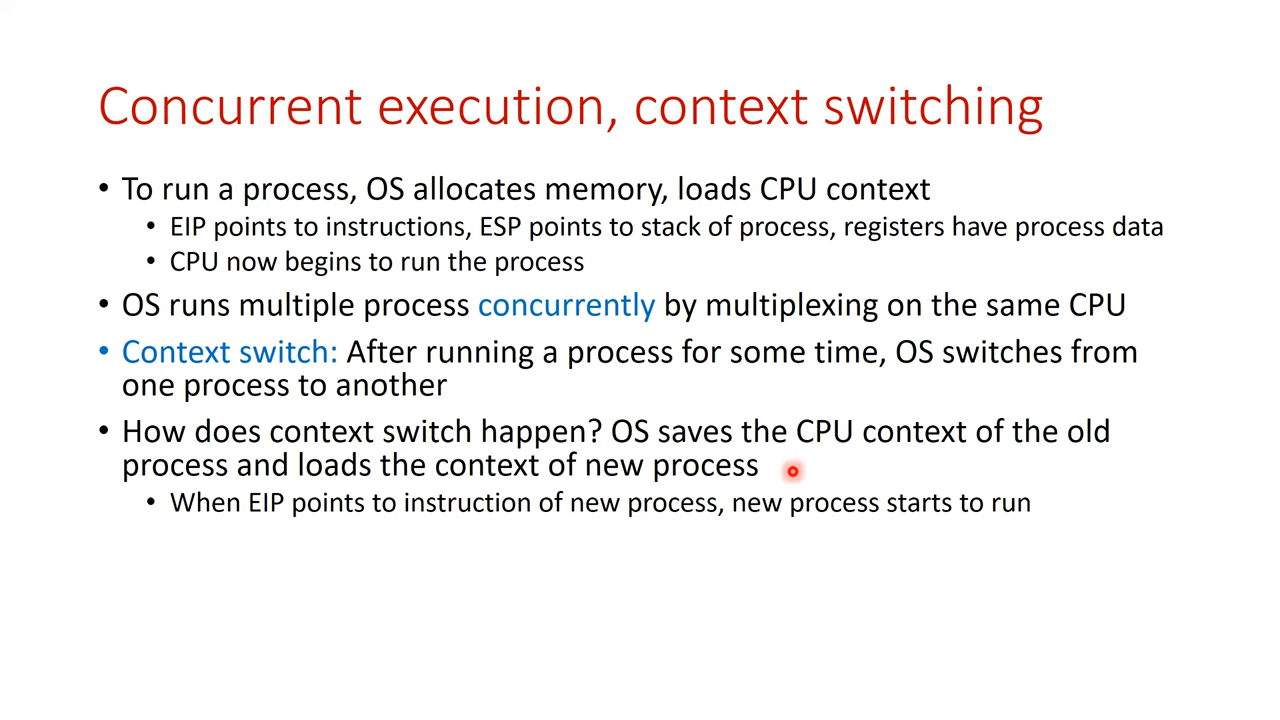 Concurrent execution, context switching
• To run a process, OS allocates memory, loads CPU context
• EIP points to instructions, ESP points to stack of process, registers have process data
• CPU now begins to run the process
• OS runs multiple process concurrently by multiplexing on the same CPU
• Context switch: After running a process for some time, OS switches from
one process to another
• How does context switch happen? OS saves the CPU context of the old
process and loads the context of new process
• When EIP points to instruction of new process, new process starts to run